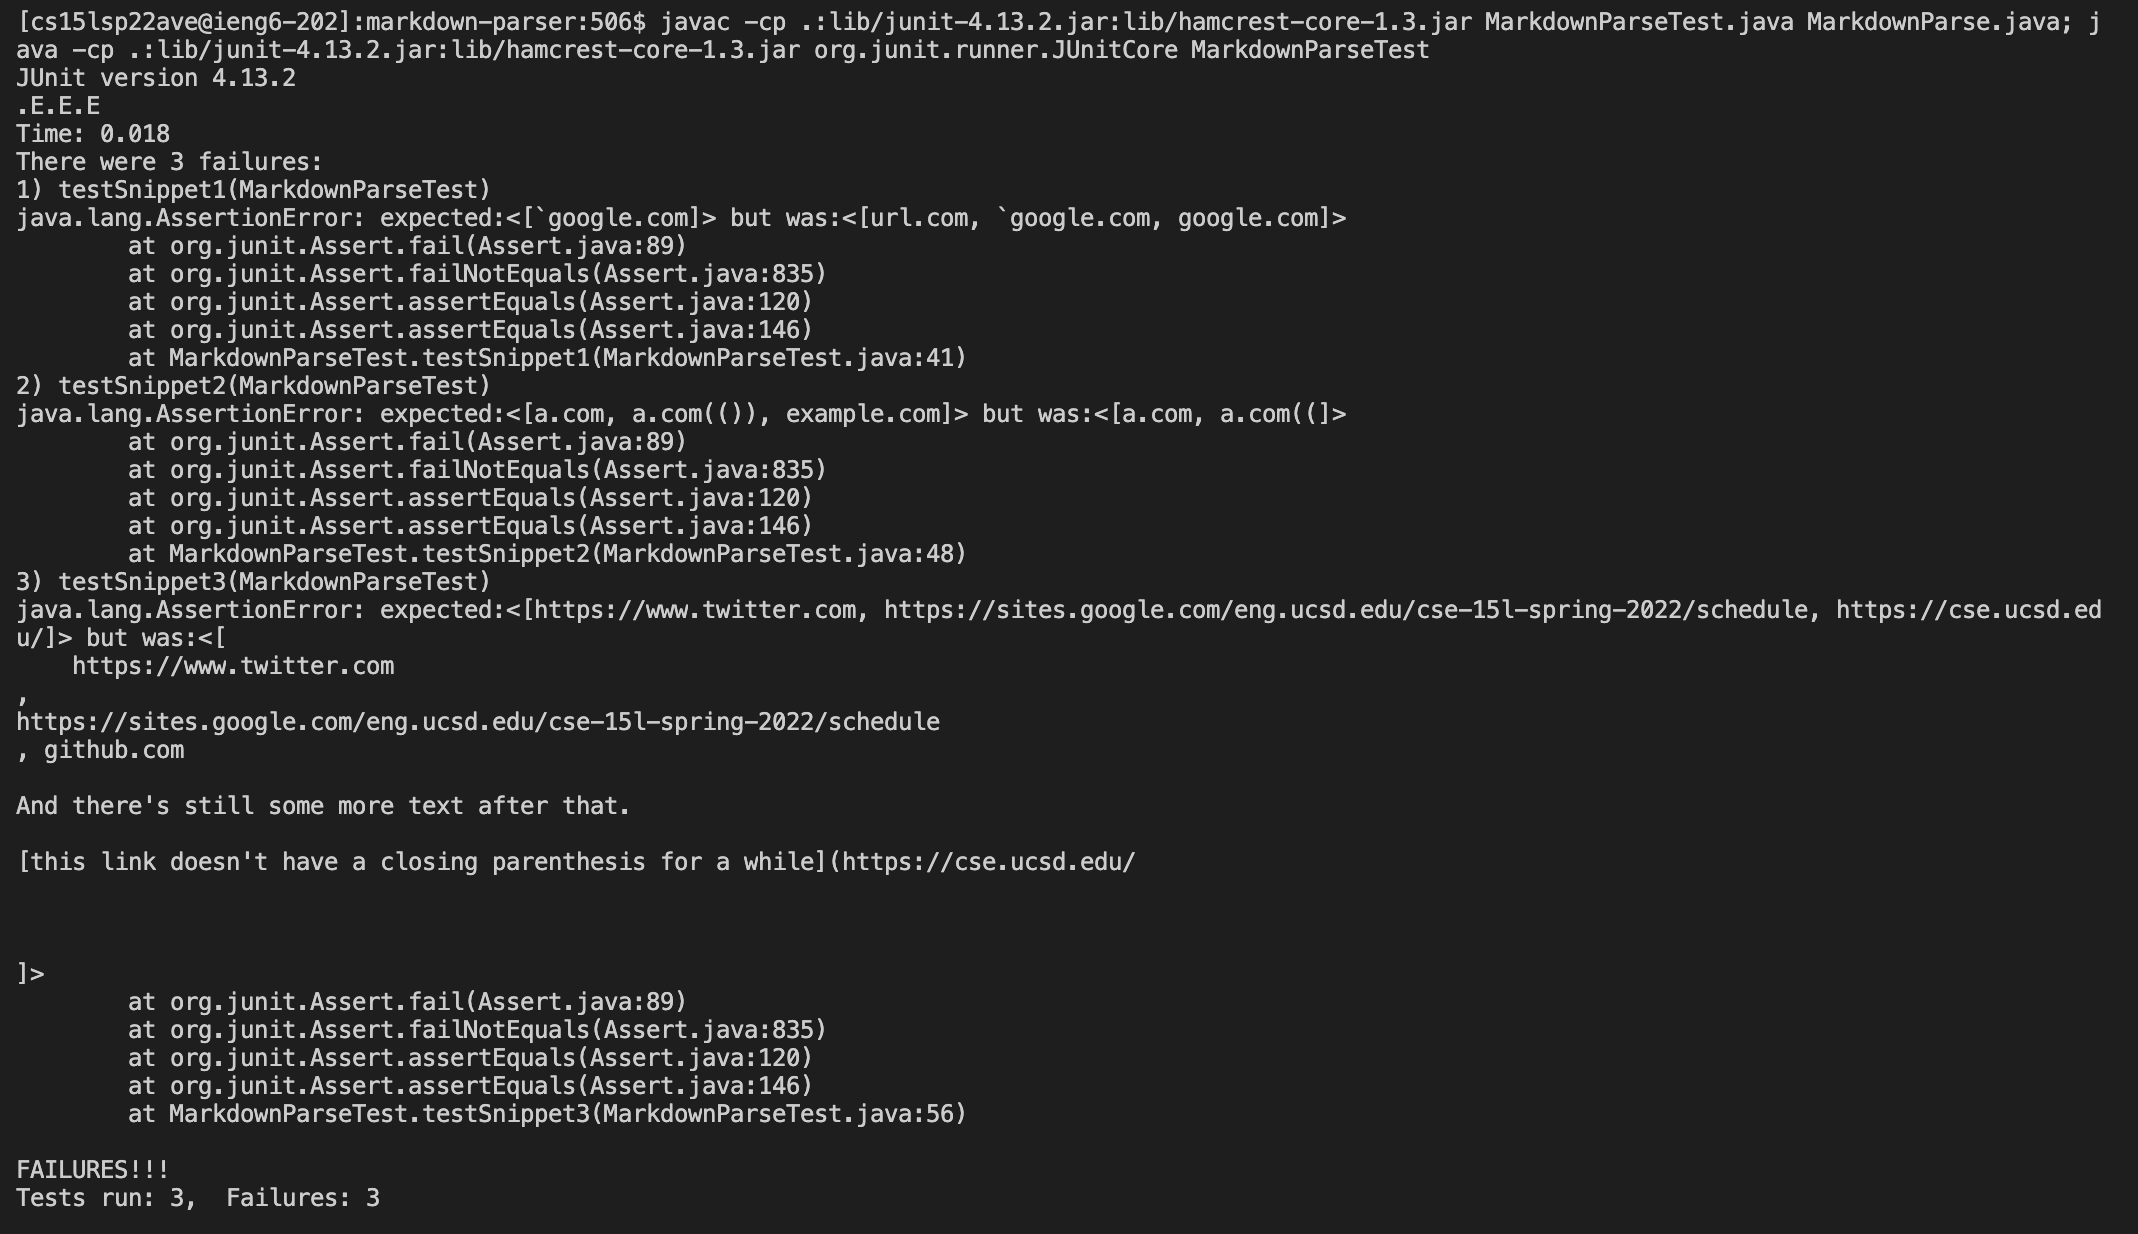 [cs15lsp22ave@ieng6-202]:markdown-parser:506$ javac -cp .:lib/junit-4.13.2.jar:lib/hamcrest-core-1.3.jar MarkdownParseTest.java MarkdownParse.java; j
ava -cp .:lib/junit-4.13.2.jar:lib/hamcrest-core-1.3.jar org.junit.runner.JUnitCore MarkdownParseTest
JUnit version 4.13.2
.E.E.E
Time: 0.018
There were 3 failures:
1) testSnippet1(MarkdownParseTest)
java.lang.AssertionError: expected:<[`google.com]> but was:<[url.com, `google.com, google.com]>
        at org.junit.Assert.fail(Assert.java:89)
        at org.junit.Assert.failNotEquals(Assert.java:835)
        at org.junit.Assert.assertEquals(Assert.java:120)
        at org.junit.Assert.assertEquals(Assert.java:146)
        at MarkdownParseTest.testSnippet1(MarkdownParseTest.java:41)
2) testSnippet2(MarkdownParseTest)
java.lang.AssertionError: expected:<[a.com, a.com(()), example.com]> but was:<[a.com, a.com((]>
        at org.junit.Assert.fail(Assert.java:89)
        at org.junit.Assert.failNotEquals(Assert.java:835)
        at org.junit.Assert.assertEquals(Assert.java:120)
        at org.junit.Assert.assertEquals(Assert.java:146)
        at MarkdownParseTest.testSnippet2(MarkdownParseTest.java:48)
3) testSnippet3(MarkdownParseTest)
java.lang.AssertionError: expected:<[https://www.twitter.com, https://sites.google.com/eng.ucsd.edu/cse-15l-spring-2022/schedule, https://cse.ucsd.ed
u/]> but was:<[
    https://www.twitter.com
,
https://sites.google.com/eng.ucsd.edu/cse-15l-spring-2022/schedule
, github.com

And there's still some more text after that.

[this link doesn't have a closing parenthesis for a while](https://cse.ucsd.edu/



]>
        at org.junit.Assert.fail(Assert.java:89)
        at org.junit.Assert.failNotEquals(Assert.java:835)
        at org.junit.Assert.assertEquals(Assert.java:120)
        at org.junit.Assert.assertEquals(Assert.java:146)
        at MarkdownParseTest.testSnippet3(MarkdownParseTest.java:56)

FAILURES!!!
Tests run: 3,  Failures: 3